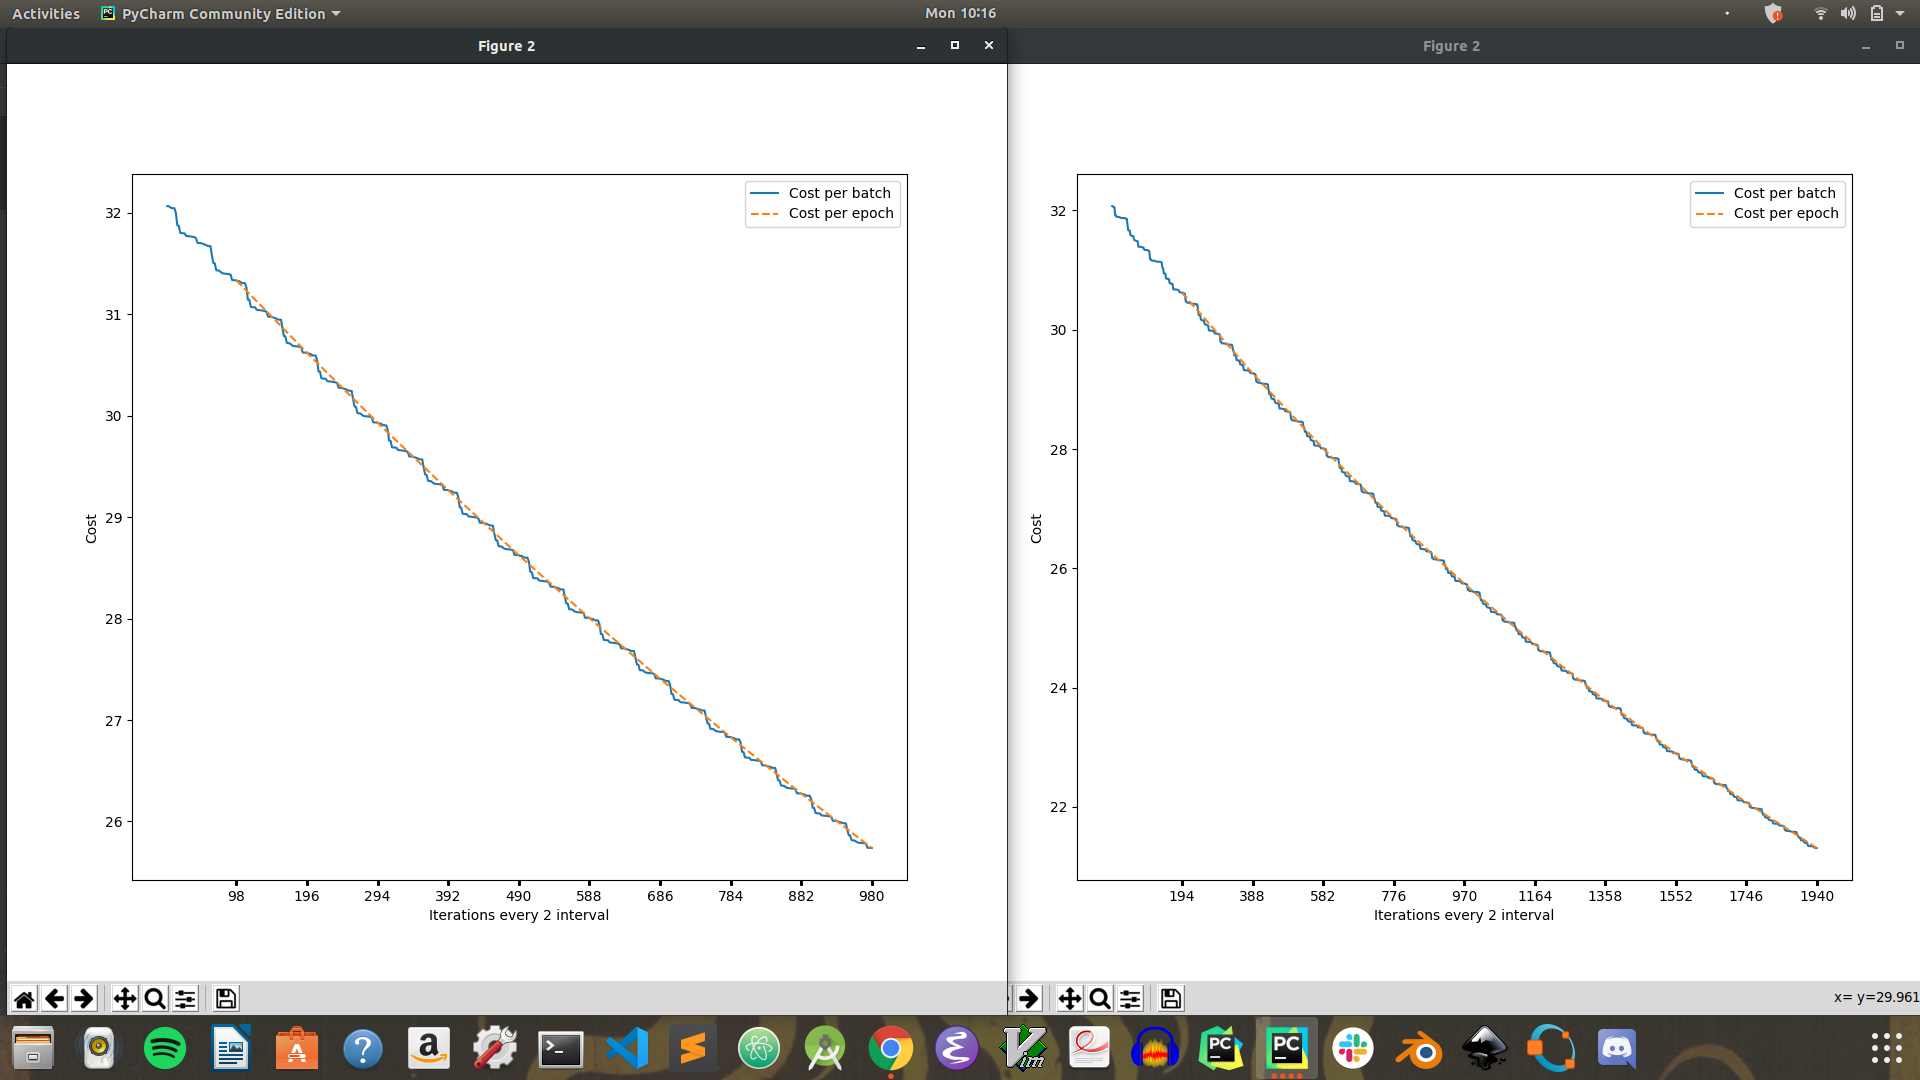 Activities PyCharm Community Edition Mon 10:16
Figure 2
Cost per batch
Cost per epoch
32
31
30
29
28
27
26
Cost
98 196 294 392 490 588 686 784 882 980
Iterations every 2 interval
Figure 2
Cost per batch
Cost per epoch
32
30
28
26
24
22
Cost
194 388 582 776 970 1164 1358 1552 1746 1940
Iterations every 2 interval
x= y=29.961